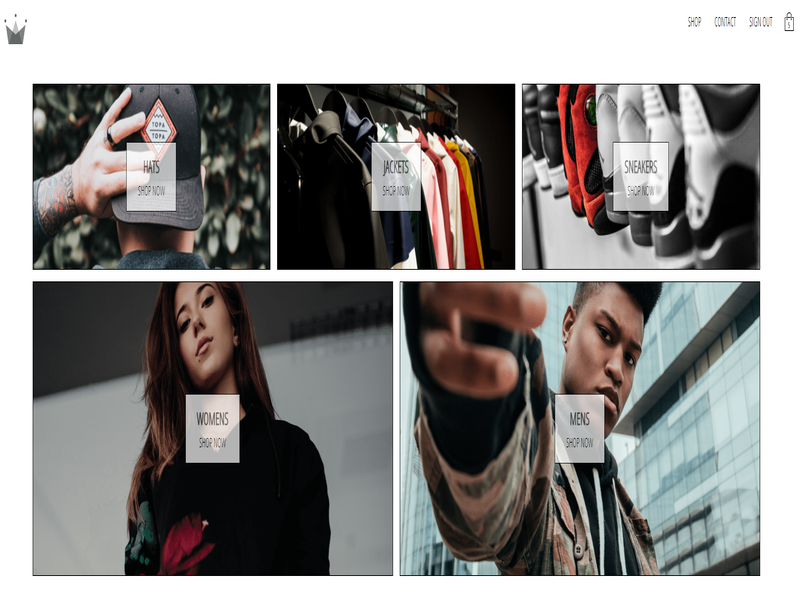 SHOP CONTACT SIGN OUT 5
TOPA
TOPA
HATS
SHOP NOW
JACKETS
SHOP NOW
SNEAKERS
SHOP NOW
WOMENS
SHOP NOW
MENS
SHOP NOW